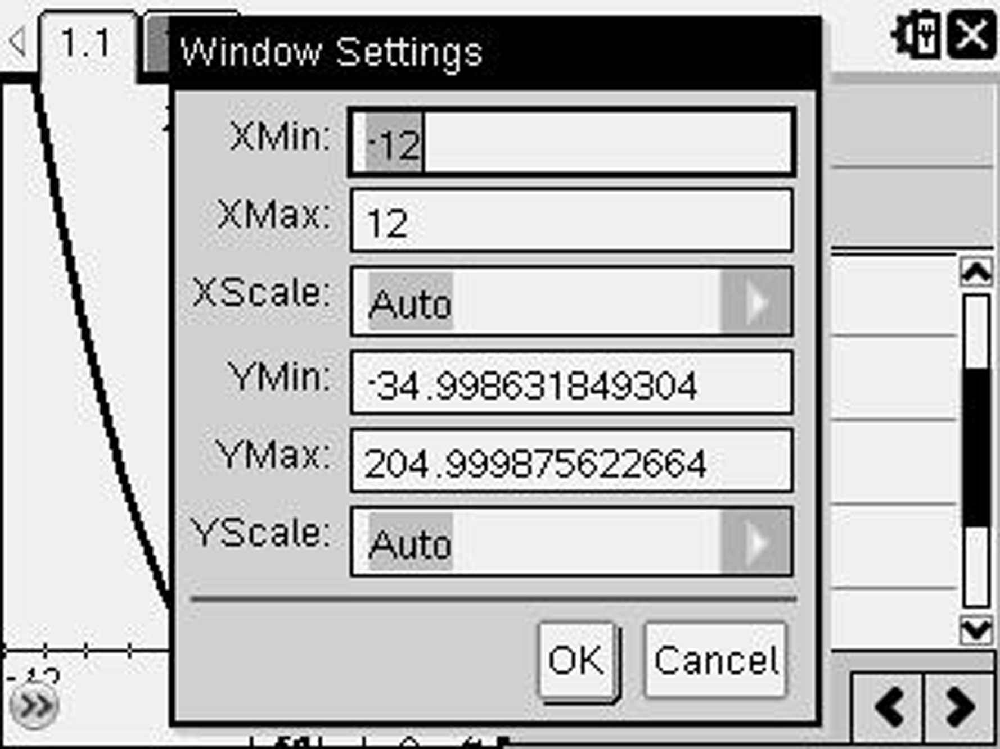 1.1
Window Settings
XMin: -12
XMax: 12
XScale: Auto
YMin: -34.998631849304
YMax: 204.999875622664
YScale: Auto
OK Cancel